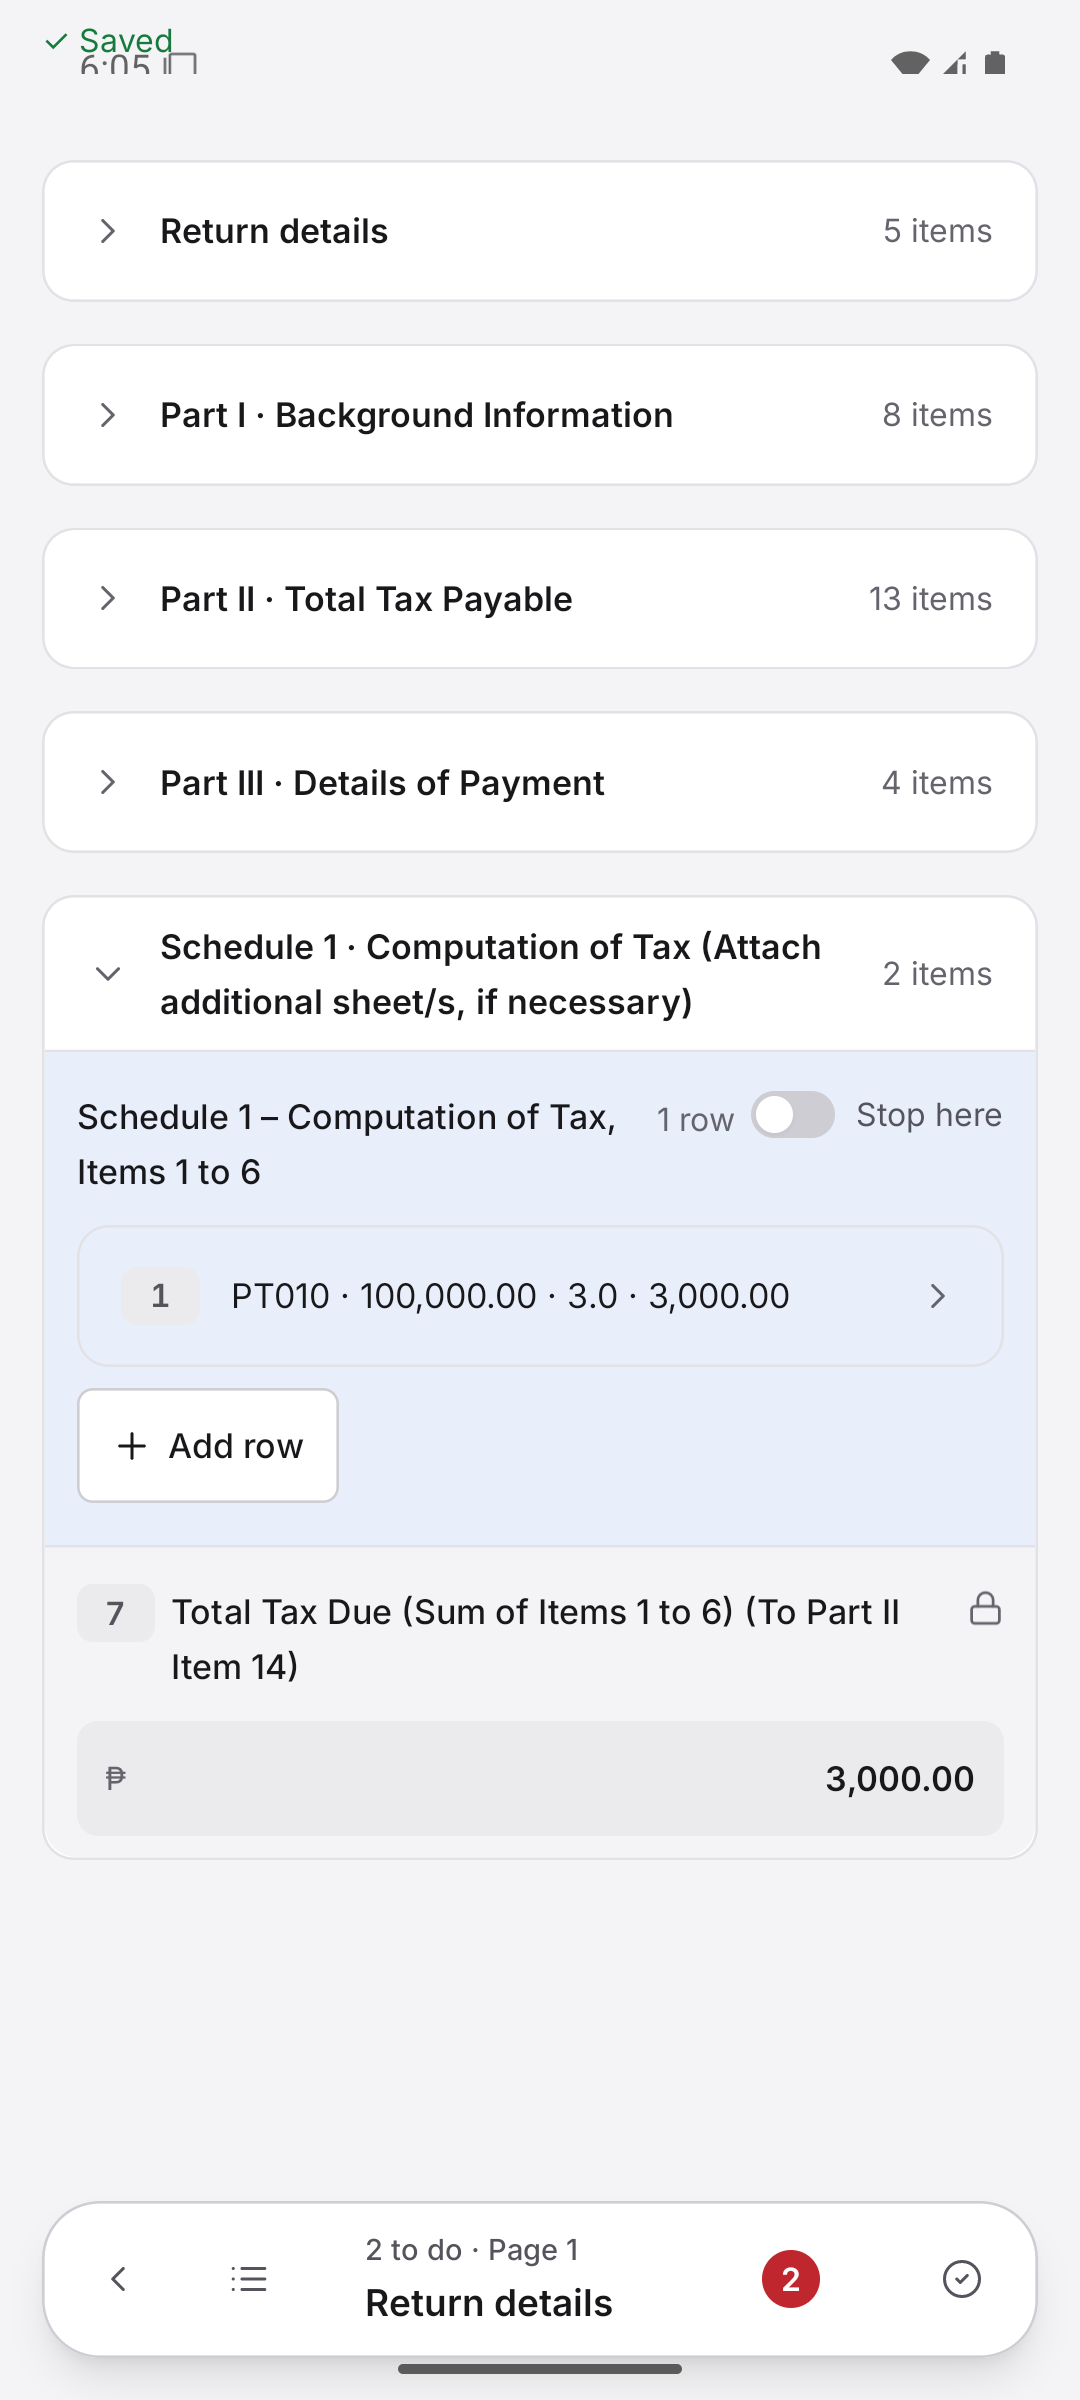 Saved
6:05
Return details
5 items
Part I · Background Information
8 items
Part II · Total Tax Payable
13 items
Part III · Details of Payment
4 items
Schedule 1 · Computation of Tax (Attach
additional sheet/s, if necessary)
2 items
Schedule 1 – Computation of Tax,
Items 1 to 6
1 row
Stop here
1
PT010 · 100,000.00 · 3.0 · 3,000.00
Add row
7
Total Tax Due (Sum of Items 1 to 6) (To Part II
Item 14)
₱
3,000.00
2 to do · Page 1
Return details
2